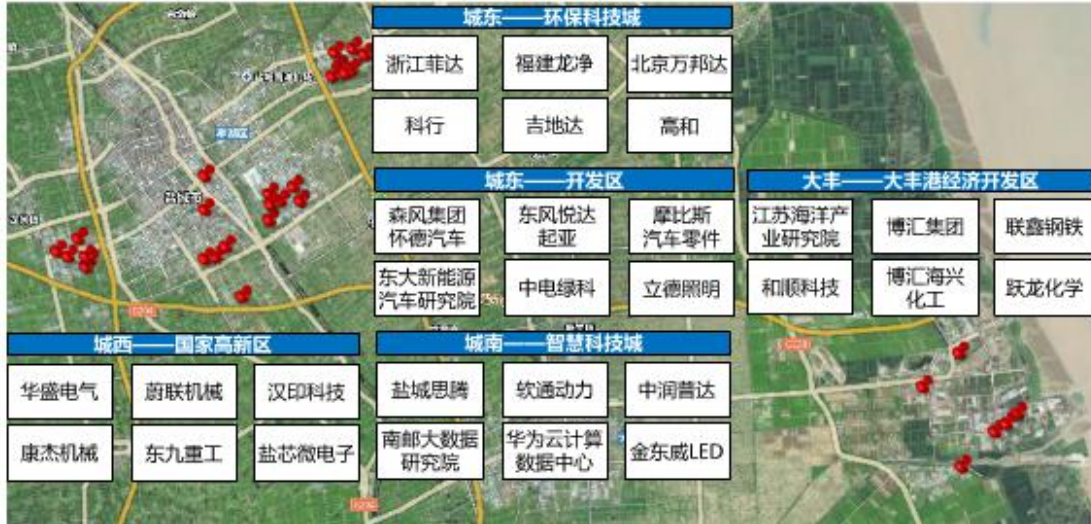 城东——环保科技城
浙江菲达
福建龙净
北京万邦达
科行
吉地达
高和
城东——开发区
森风集团
怀德汽车
东风悦达
起亚
摩比斯
汽车零件
东大新能源
汽车研究院
中电绿科
立德照明
大丰——大丰港经济开发区
江苏海洋产
业研究院
博汇集团
联鑫钢铁
和顺科技
博汇海兴
化工
跃龙化学
城西——国家高新区
华盛电气
蔚联机械
汉印科技
康杰机械
东九重工
盐芯微电子
城南——智慧科技城
盐城思腾
软通动力
中润普达
南邮大数据
研究院
华为云计算
数据中心
金东威LED
亭湖区
盐城市